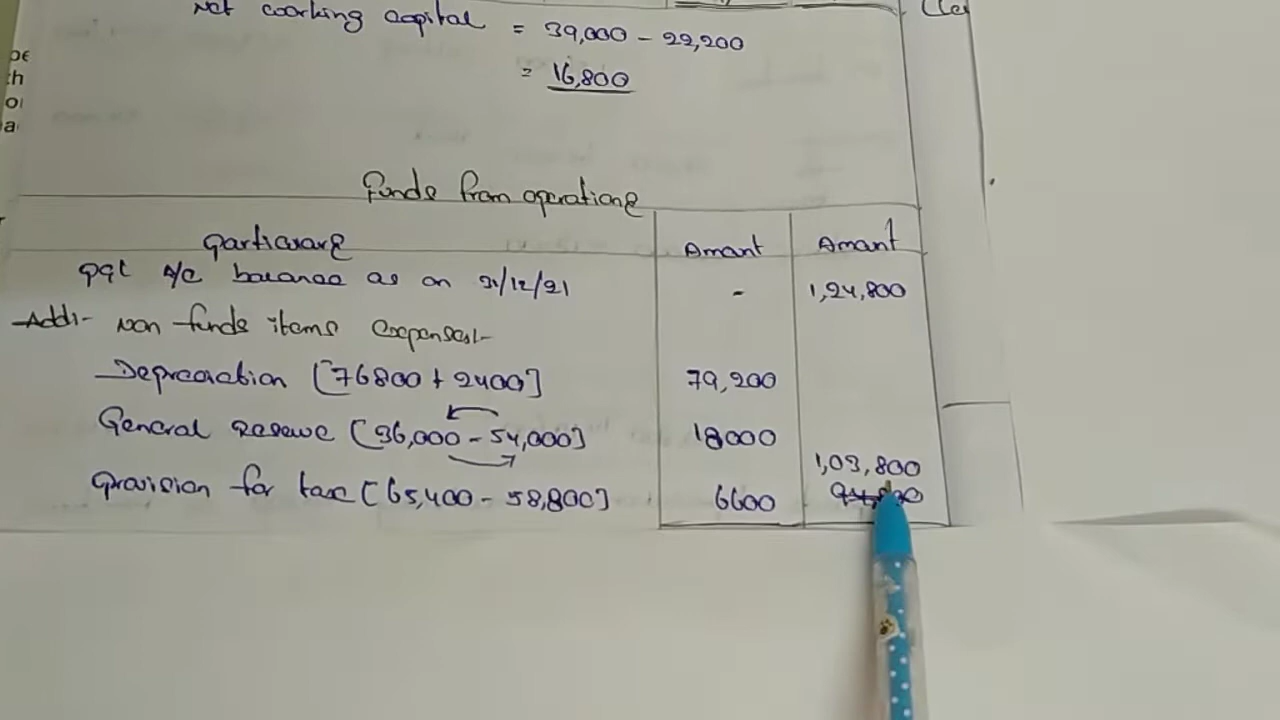 Net working capital = 39,000 - 22,200
= 16,800
Funds from operations
particulars Amount Amount
P&L A/c balance as on 31/12/21 - 1,24,800
Add:- Non funds items expenses:-
Depreciation [76800 + 2400] 79,200
General Reserve [36,000 - 54,000] 18000
1,03,800
provision for tax [65,400 - 58,800] 6600